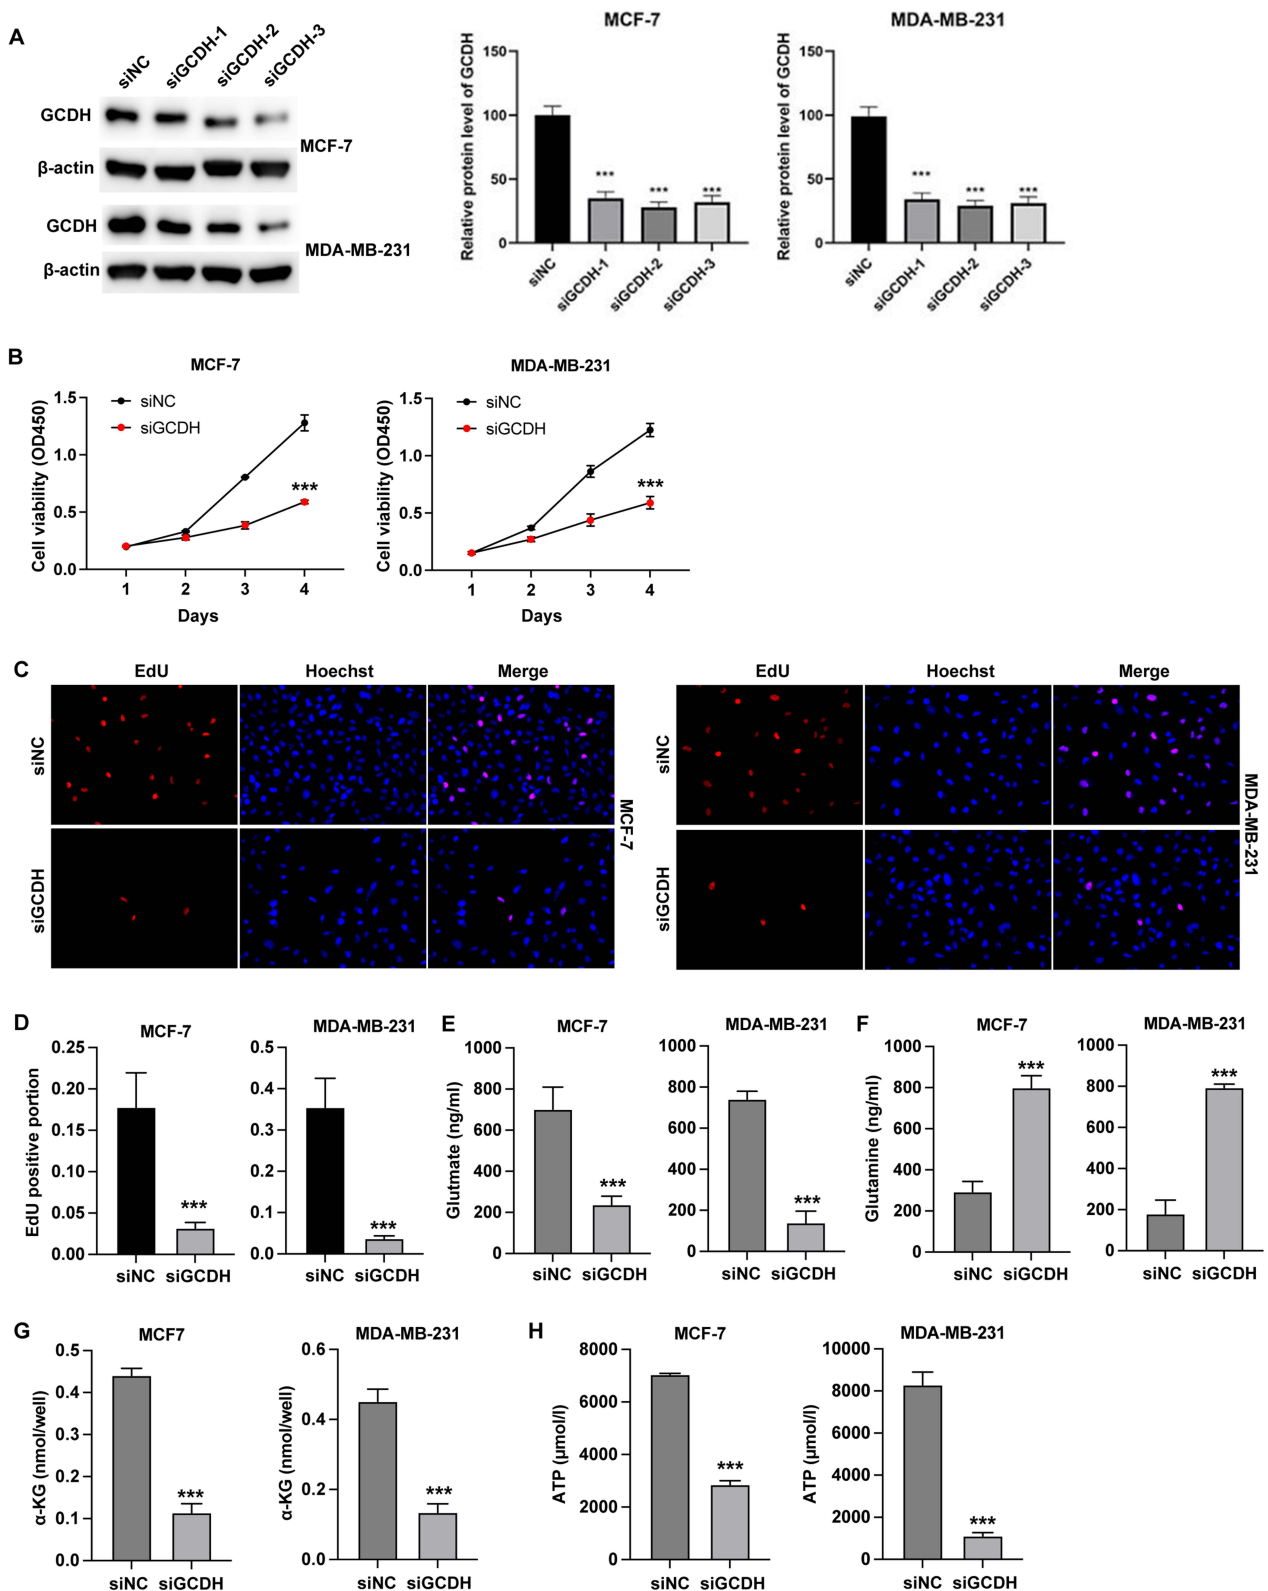 A
siNC
siGCDH-1
siGCDH-2
siGCDH-3
GCDH
β-actin
MCF-7
GCDH
β-actin
MDA-MB-231
MCF-7
Relative protein level of GCDH
150
100
50
0
***
***
***
siNC
siGCDH-1
siGCDH-2
siGCDH-3
MDA-MB-231
Relative protein level of GCDH
150
100
50
0
***
***
***
siNC
siGCDH-1
siGCDH-2
siGCDH-3
B
MCF-7
Cell viability (OD450)
1.5
1.0
0.5
0.0
siNC
siGCDH
***
1 2 3 4
Days
MDA-MB-231
Cell viability (OD450)
1.5
1.0
0.5
0.0
siNC
siGCDH
***
1 2 3 4
Days
C
EdU Hoechst Merge
siNC
siGCDH
MCF-7
EdU Hoechst Merge
siNC
siGCDH
MDA-MB-231
D
MCF-7
EdU positive portion
0.25
0.20
0.15
0.10
0.05
0.00
***
siNC siGCDH
MDA-MB-231
0.5
0.4
0.3
0.2
0.1
0.0
***
siNC siGCDH
E
MCF-7
Glutmate (ng/ml)
1000
800
600
400
200
0
***
siNC siGCDH
MDA-MB-231
1000
800
600
400
200
0
***
siNC siGCDH
F
MCF-7
Glutamine (ng/ml)
1000
800
600
400
200
0
***
siNC siGCDH
MDA-MB-231
1000
800
600
400
200
0
***
siNC siGCDH
G
MCF7
α-KG (nmol/well)
0.5
0.4
0.3
0.2
0.1
0.0
***
siNC siGCDH
MDA-MB-231
α-KG (nmol/well)
0.6
0.4
0.2
0.0
***
siNC siGCDH
H
MCF-7
ATP (μmol/l)
8000
6000
4000
2000
0
***
siNC siGCDH
MDA-MB-231
ATP (μmol/l)
10000
8000
6000
4000
2000
0
***
siNC siGCDH